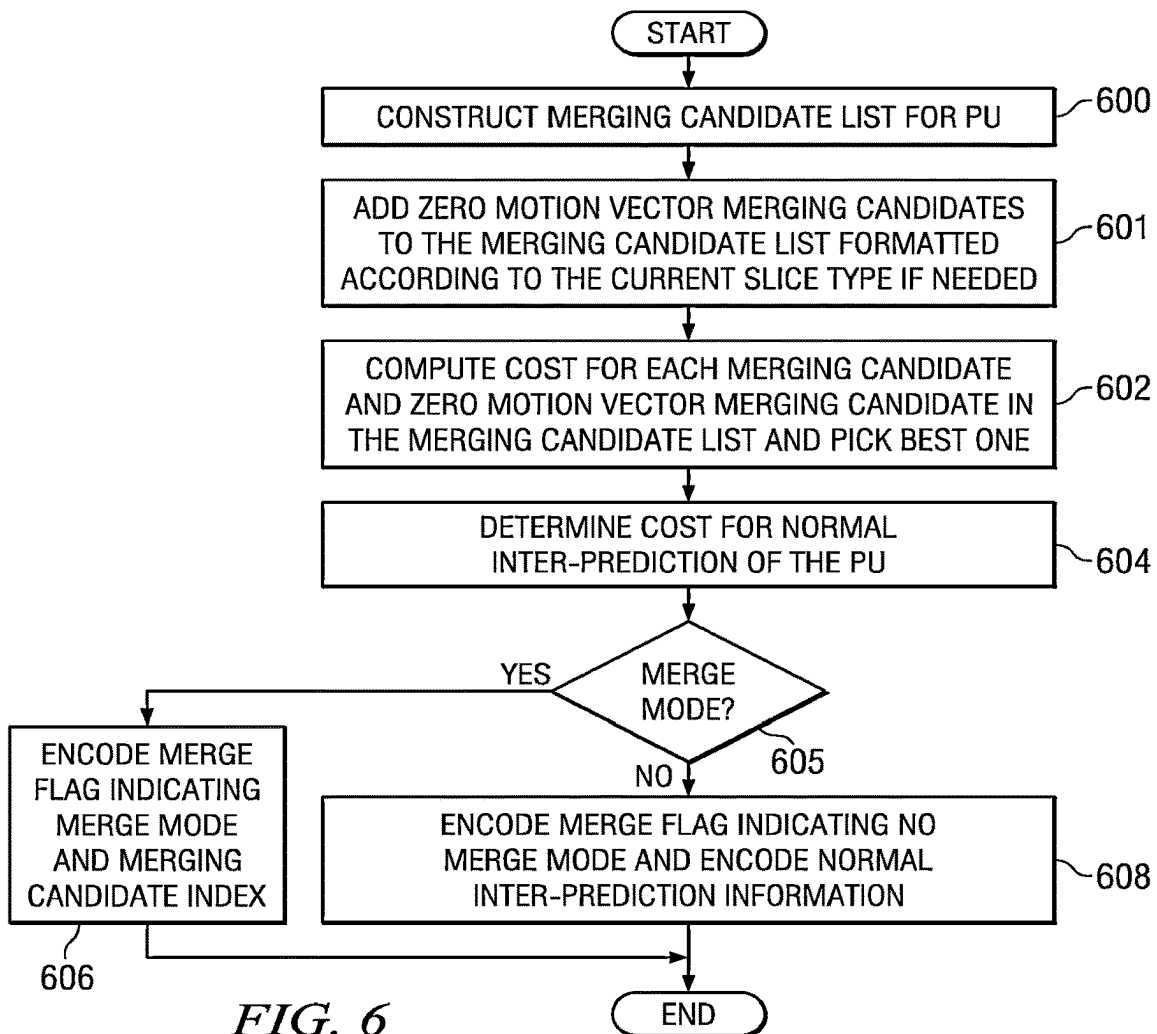 START
CONSTRUCT MERGING CANDIDATE LIST FOR PU
600
ADD ZERO MOTION VECTOR MERGING CANDIDATES
TO THE MERGING CANDIDATE LIST FORMATTED
ACCORDING TO THE CURRENT SLICE TYPE IF NEEDED
601
COMPUTE COST FOR EACH MERGING CANDIDATE
AND ZERO MOTION VECTOR MERGING CANDIDATE IN
THE MERGING CANDIDATE LIST AND PICK BEST ONE
602
DETERMINE COST FOR NORMAL
INTER-PREDICTION OF THE PU
604
MERGE
MODE?
605
YES
NO
ENCODE MERGE
FLAG INDICATING
MERGE MODE
AND MERGING
CANDIDATE INDEX
606
ENCODE MERGE FLAG INDICATING NO
MERGE MODE AND ENCODE NORMAL
INTER-PREDICTION INFORMATION
608
END
FIG. 6